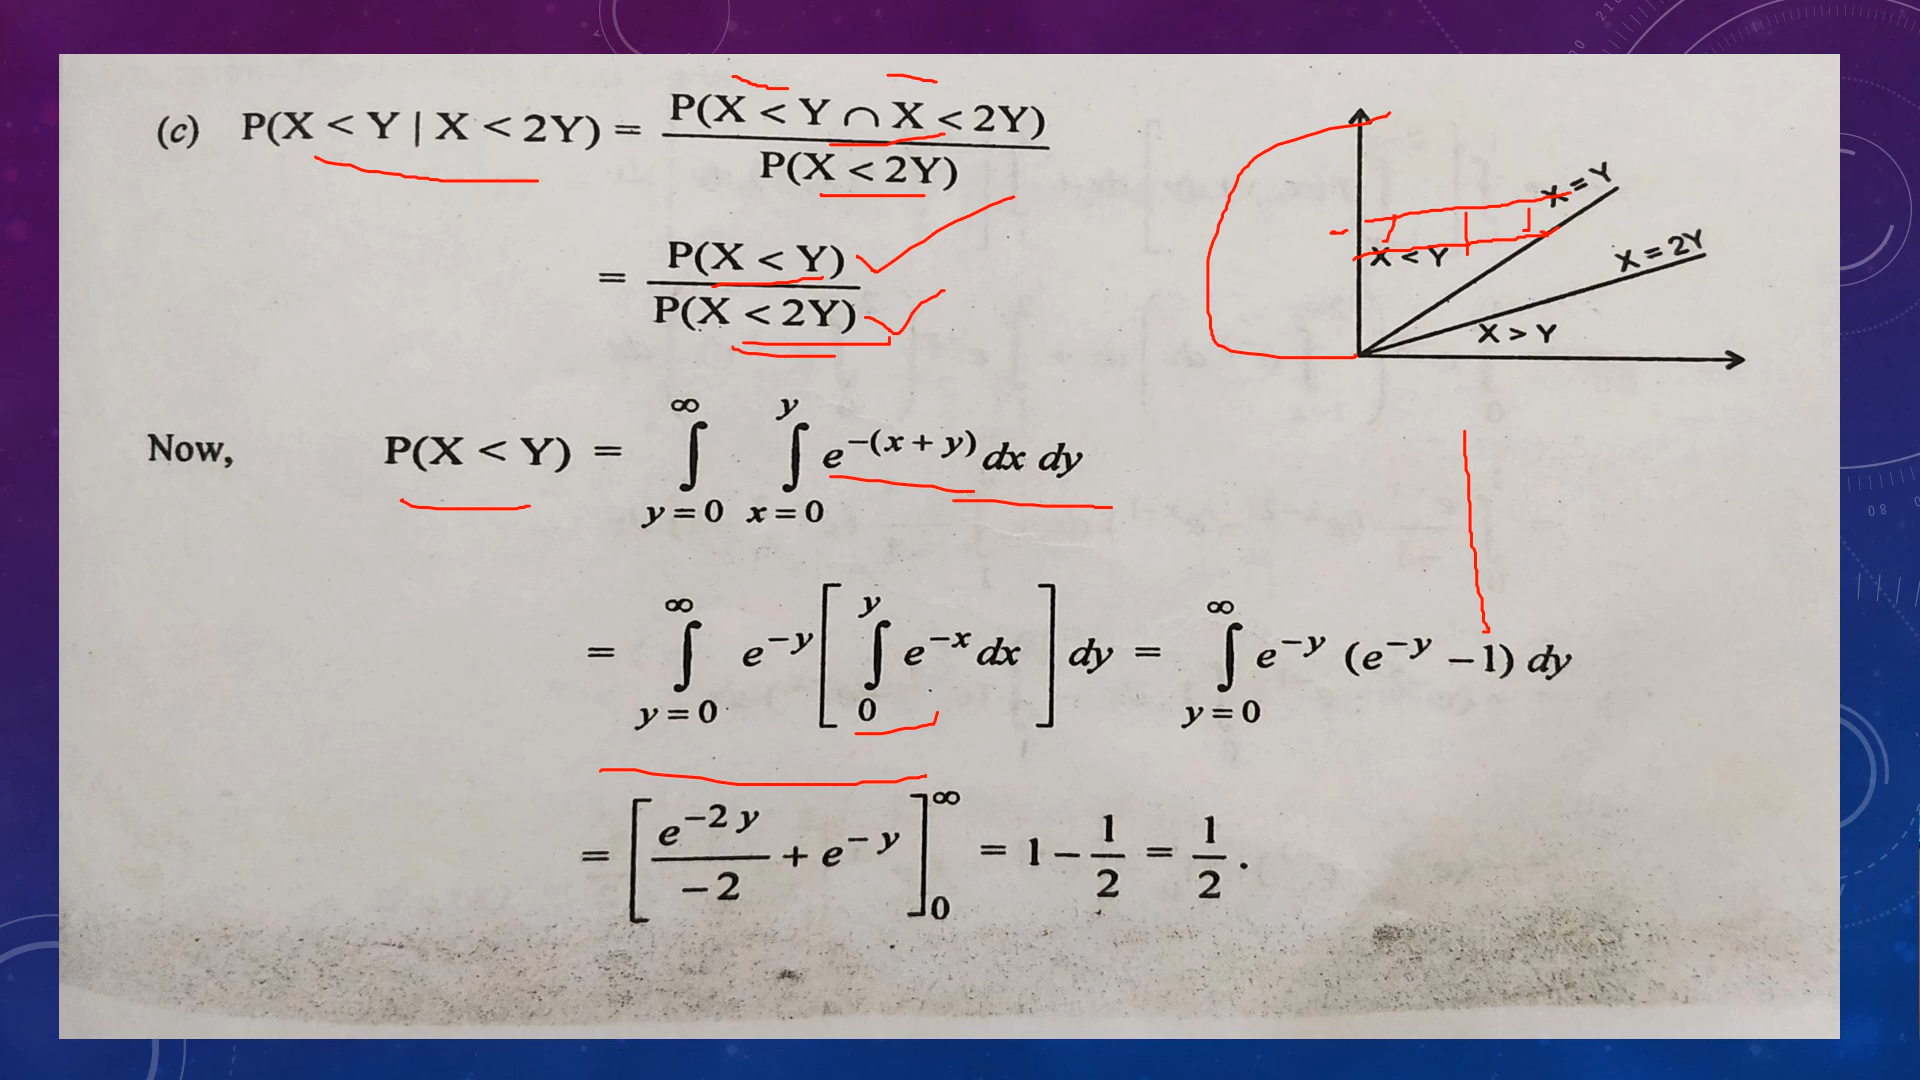 (c) P(X < Y | X < 2Y) = P(X < Y ∩ X < 2Y) / P(X < 2Y)
= P(X < Y) / P(X < 2Y)
X = Y
X = 2Y
X < Y
X > Y
Now, P(X < Y) = ∫_{y=0}^{∞} ∫_{x=0}^{y} e^{-(x+y)} dx dy
= ∫_{y=0}^{∞} e^{-y} [ ∫_{0}^{y} e^{-x} dx ] dy = ∫_{y=0}^{∞} e^{-y} (e^{-y} - 1) dy
= [ e^{-2y} / -2 + e^{-y} ]_{0}^{∞} = 1 - 1/2 = 1/2 .
80